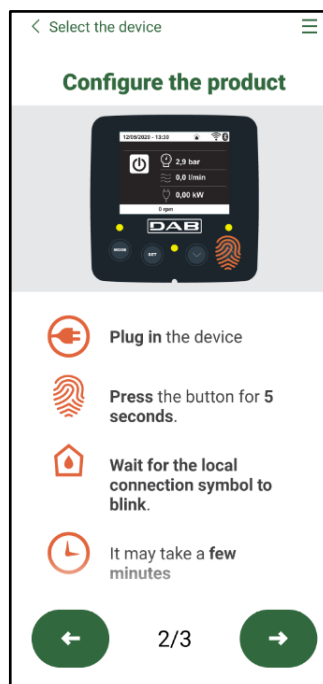 Select the device
Configure the product
12/05/2020 - 13:32
2,9 bar
0,0 l/min
0,00 kW
0 rpm
DAB
MODE
SET
Plug in the device
Press the button for 5
seconds.
Wait for the local
connection symbol to
blink.
It may take a few
minutes
2/3